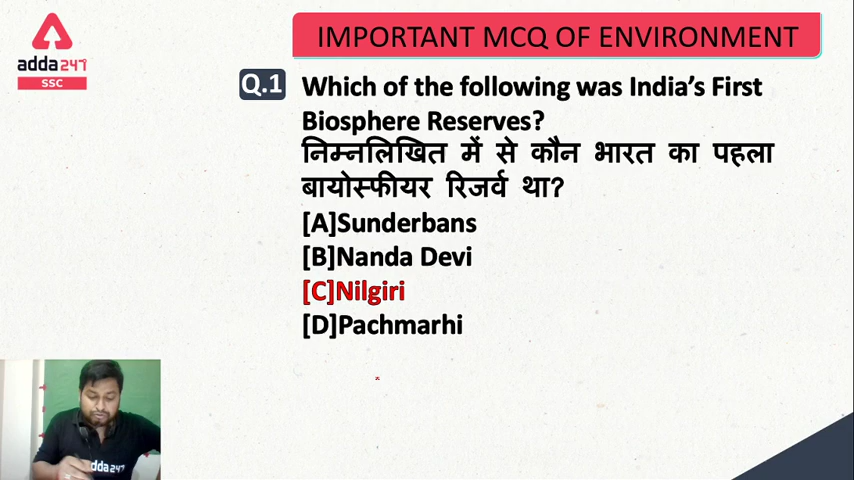 adda247
SSC
IMPORTANT MCQ OF ENVIRONMENT
Q.1
Which of the following was India's First
Biosphere Reserves?
निम्नलिखित में से कौन भारत का पहला
बायोस्फीयर रिजर्व था?
[A]Sunderbans
[B]Nanda Devi
[C]Nilgiri
[D]Pachmarhi
adda247